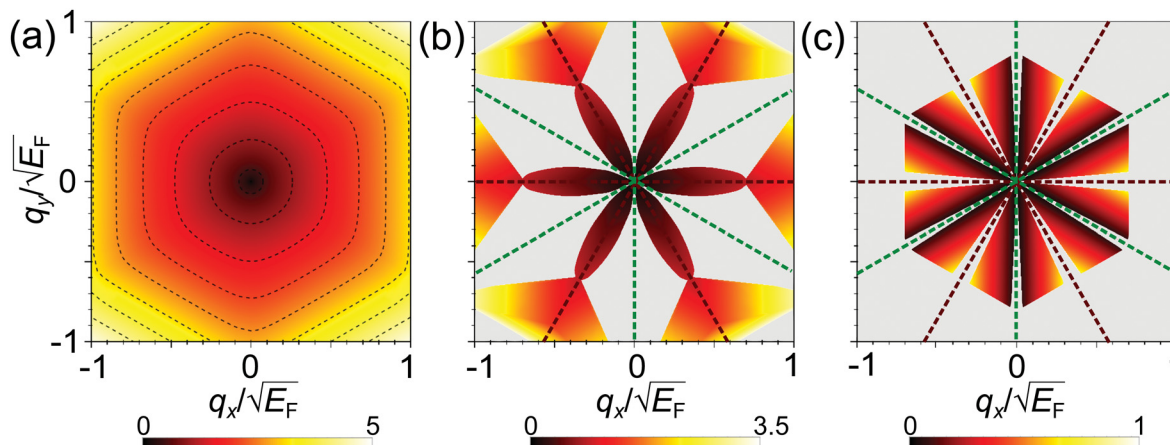 (a)
1
0
-1
q_y/√E_F
-1 0 1
q_x/√E_F
0 5
(b)
-1 0 1
q_x/√E_F
0 3.5
(c)
-1 0 1
q_x/√E_F
0 1